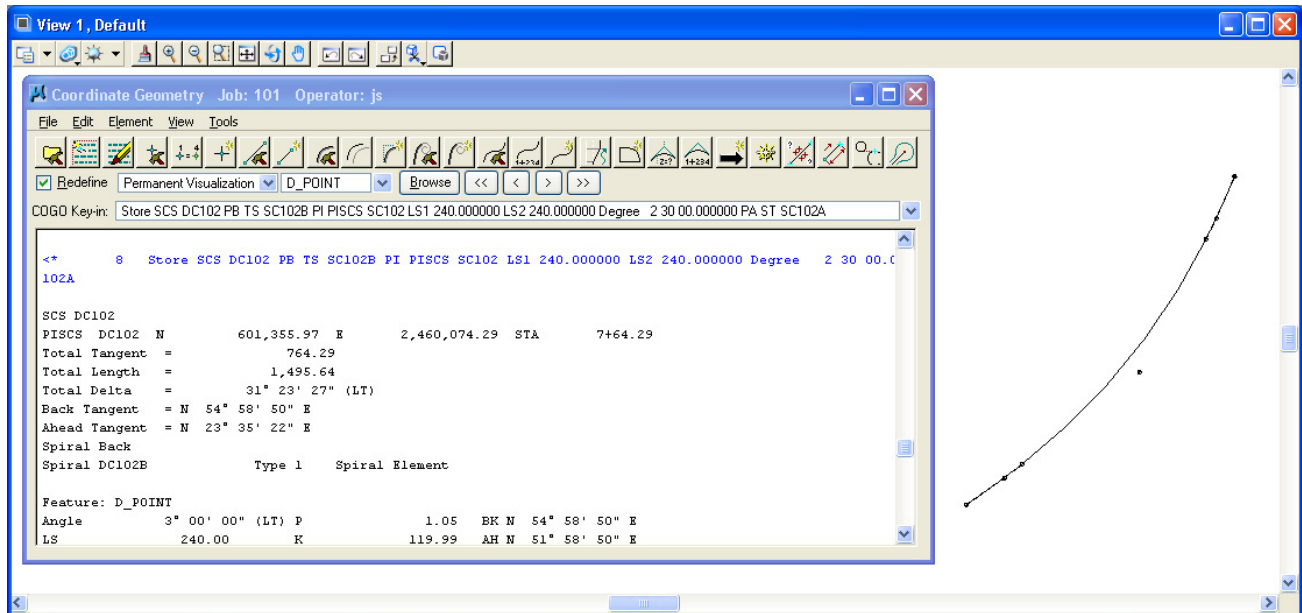 View 1, Default
Coordinate Geometry   Job: 101   Operator: js
File   Edit   Element   View   Tools
Redefine   Permanent Visualization   D_POINT   Browse   <<   <   >   >>
COGO Key-in:   Store SCS DC102 PB TS SC102B PI PISCS SC102 LS1 240.000000 LS2 240.000000 Degree   2 30 00.000000 PA ST SC102A
<*   8   Store SCS DC102 PB TS SC102B PI PISCS SC102 LS1 240.000000 LS2 240.000000 Degree   2 30 00.0
102A
SCS DC102
PISCS   DC102   N   601,355.97   E   2,460,074.29   STA   7+64.29
Total Tangent   =   764.29
Total Length   =   1,495.64
Total Delta   =   31° 23' 27" (LT)
Back Tangent   = N   54° 58' 50" E
Ahead Tangent   = N   23° 35' 22" E
Spiral Back
Spiral DC102B   Type 1   Spiral Element
Feature: D_POINT
Angle   3° 00' 00" (LT)   P   1.05   BK N   54° 58' 50" E
LS   240.00   K   119.99   AH N   51° 58' 50" E